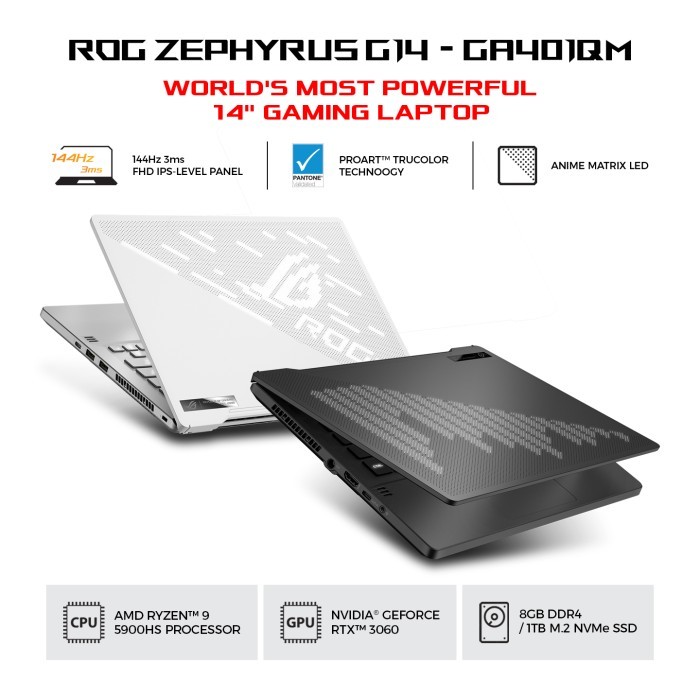 ROG ZEPHYRUS G14 - GA401QM
WORLD'S MOST POWERFUL
14" GAMING LAPTOP
144Hz
3ms
144Hz 3ms
FHD IPS-LEVEL PANEL
PANTONE®
PROART™ TRUCOLOR
TECHNOOGY
ANIME MATRIX LED
ROG
CPU
AMD RYZEN™ 9
5900HS PROCESSOR
GPU
NVIDIA® GEFORCE
RTX™ 3060
8GB DDR4
/ 1TB M.2 NVMe SSD